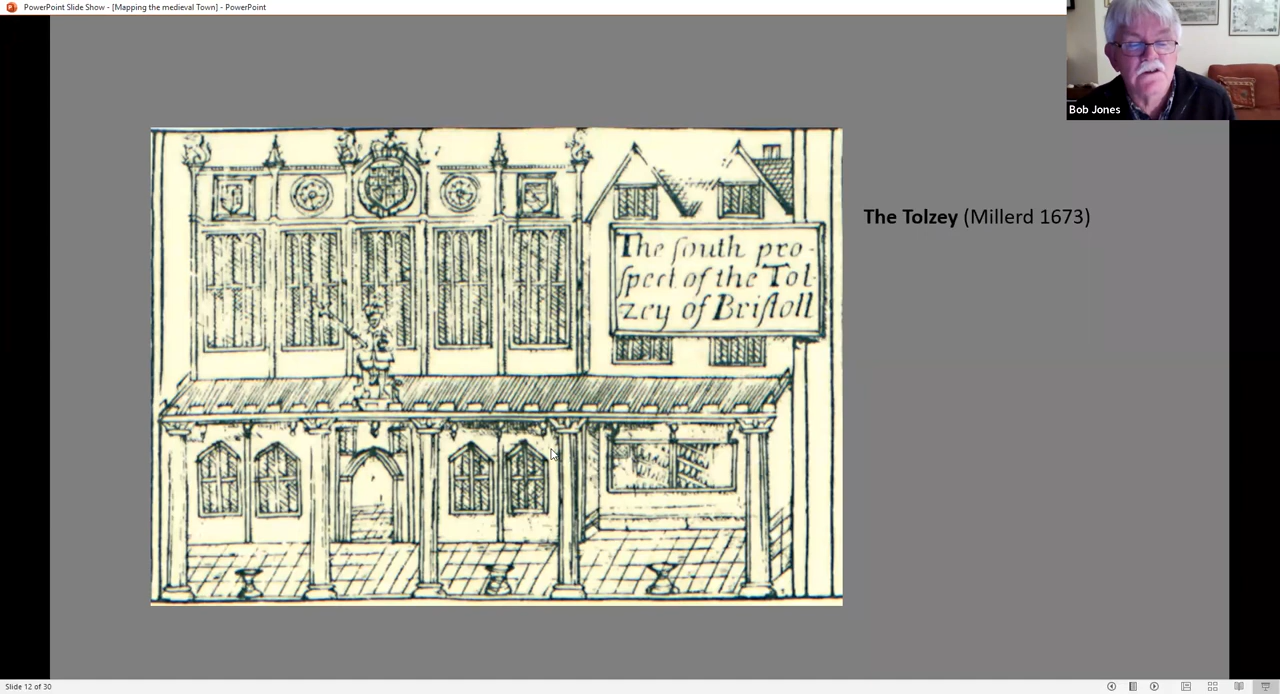 PowerPoint Slide Show - [Mapping the medieval Town] - PowerPoint
Bob Jones
The Tolzey (Millerd 1673)
The ſouth pro-
ſpect of the Tol-
zey of Briſtoll
Slide 12 of 30